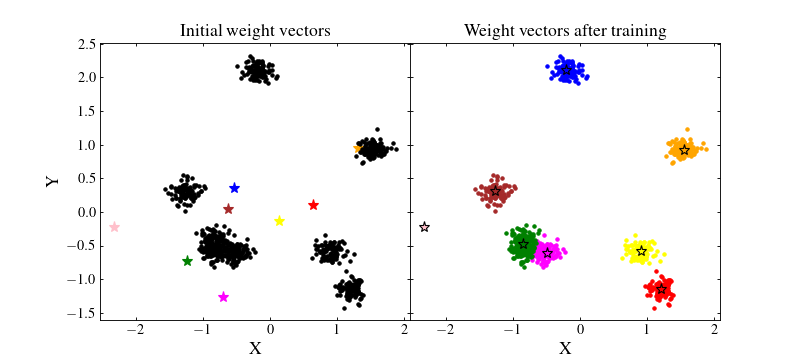 Initial weight vectors
Weight vectors after training
2.5
2.0
1.5
1.0
0.5
0.0
−0.5
−1.0
−1.5
Y
−2 −1 0 1 2
−2 −1 0 1 2
X
X